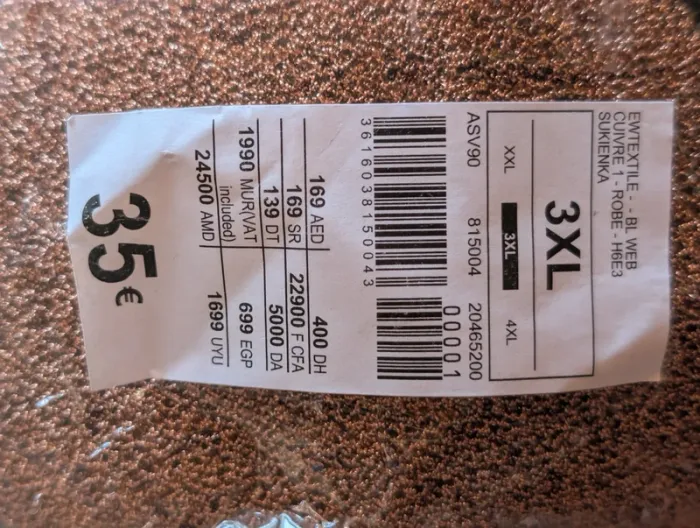 EWTEXTILE - - BL WEB
CUIVRE 1 - ROBE - H6E3
SUKIENKA
3XL
XXL 3XL 4XL
ASV90 815004 20465200
00001
3616038150043
169 AED 400 DH
169 SR 22900 F CFA
139 DT 5000 DA
1990 MUR(VAT included) 699 EGP
24500 AMD 1699 UYU
35€